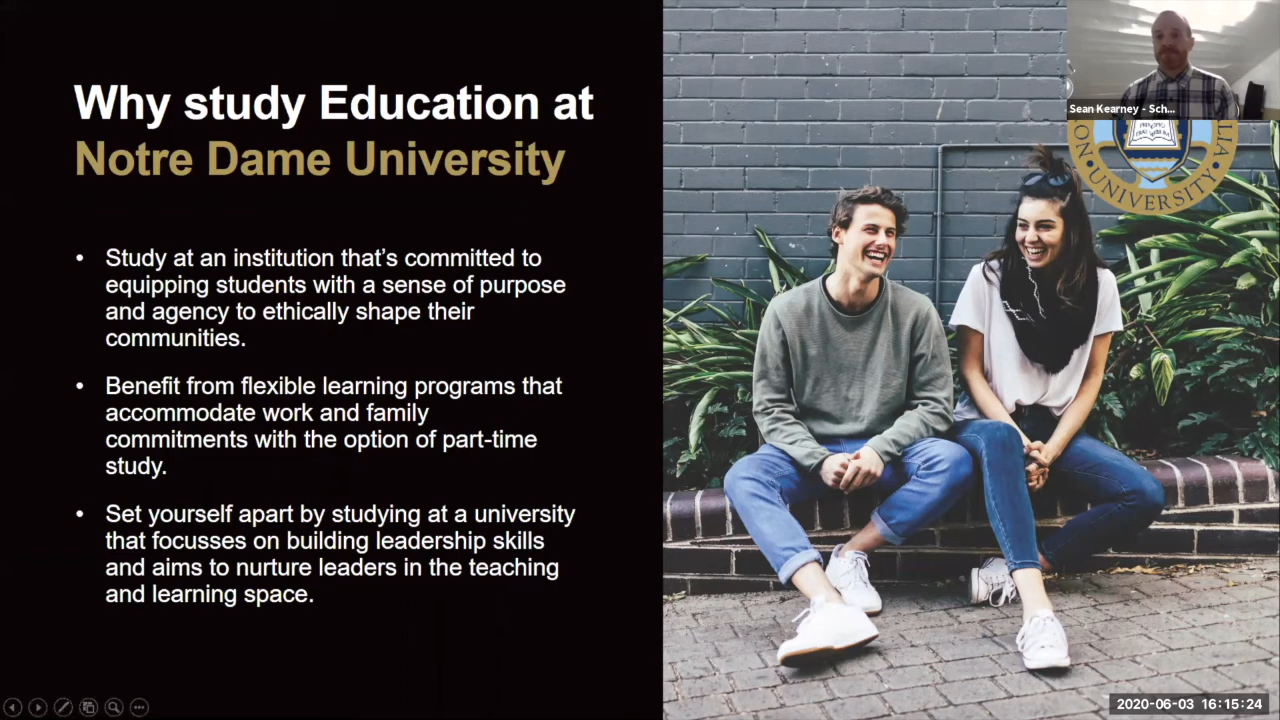 Why study Education at
Notre Dame University
• Study at an institution that’s committed to
equipping students with a sense of purpose
and agency to ethically shape their
communities.
• Benefit from flexible learning programs that
accommodate work and family
commitments with the option of part-time
study.
• Set yourself apart by studying at a university
that focusses on building leadership skills
and aims to nurture leaders in the teaching
and learning space.
Sean Kearney - Sch...
UNIVERSITY
2020-06-03 16:15:24